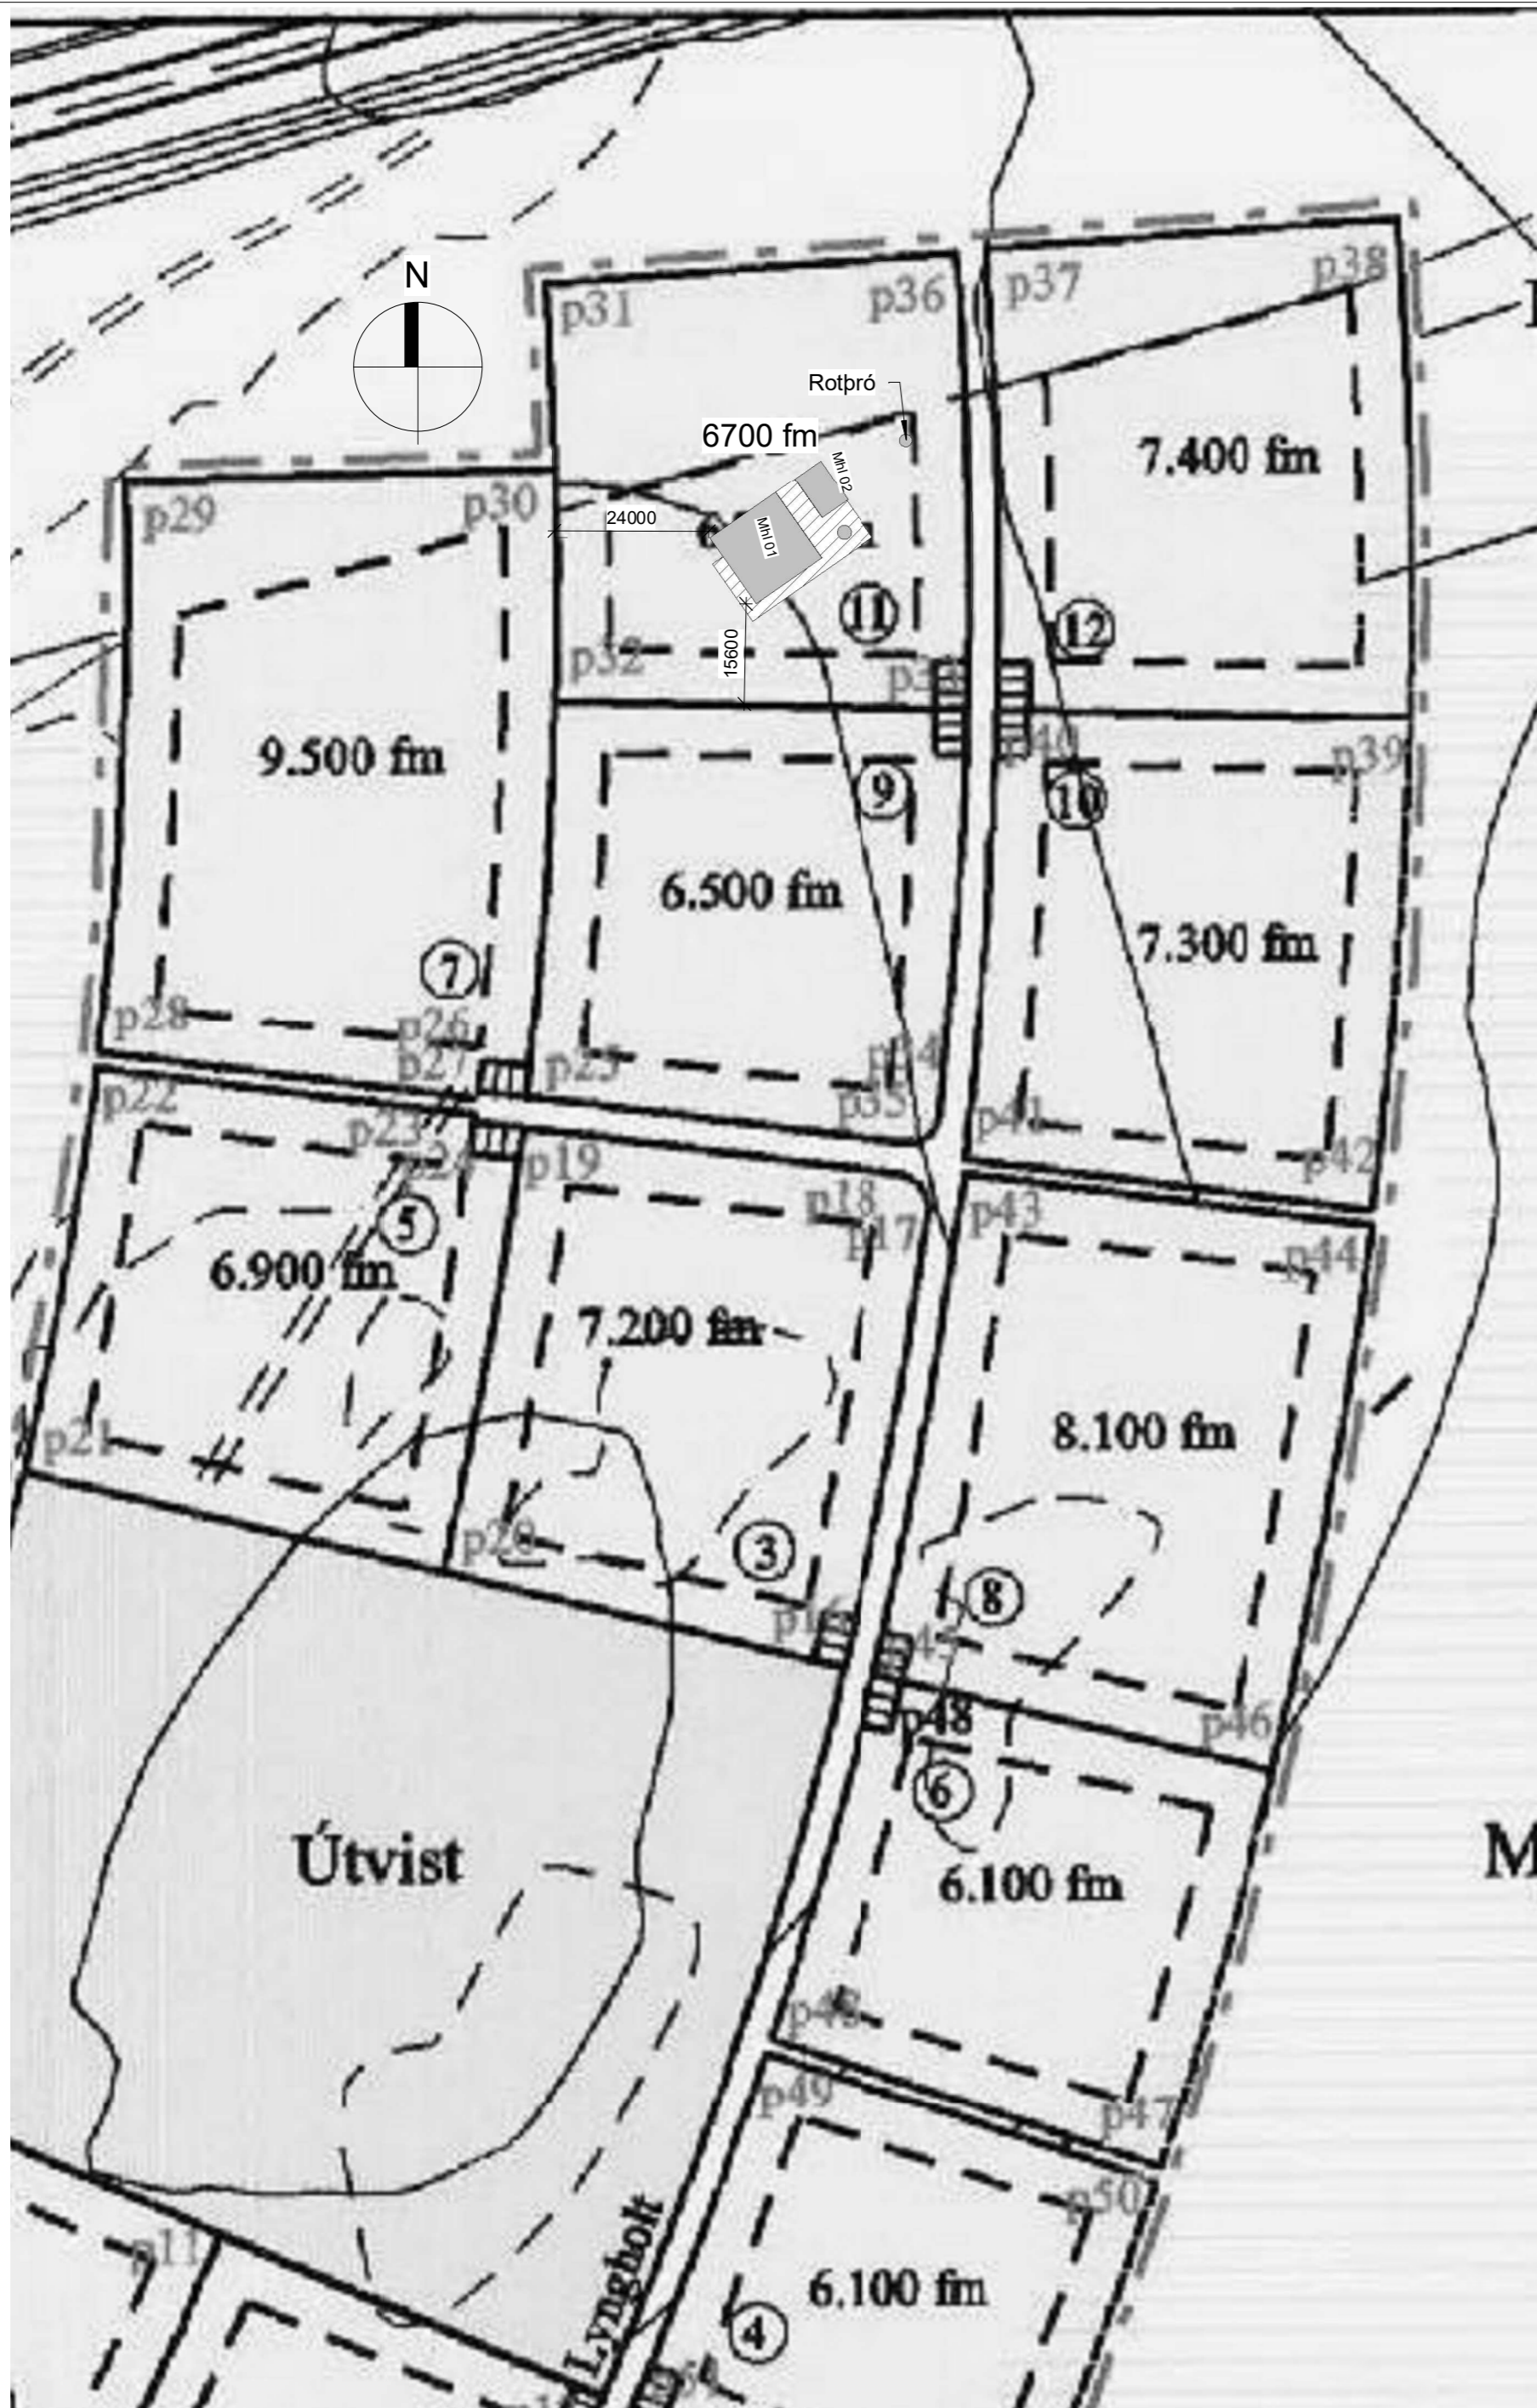 N
p31
p36
p37
p38
Rotþró
6700 fm
7.400 fm
Mhl 02
p29
p30
24000
Mhl 01
11
12
p32
15600
9.500 fm
p40
p39
9
10
6.500 fm
7.300 fm
7
p28
p26
p27
p25
p34
p22
p35
p41
p23
p24
p19
p42
p18
p43
5
p17
p44
6.900 fm
7.200 fm
p21
8.100 fm
p20
3
8
p16
p48
p46
6
Útvist
M
6.100 fm
p48
p49
p47
p50
p11
Lyngholt
6.100 fm
4